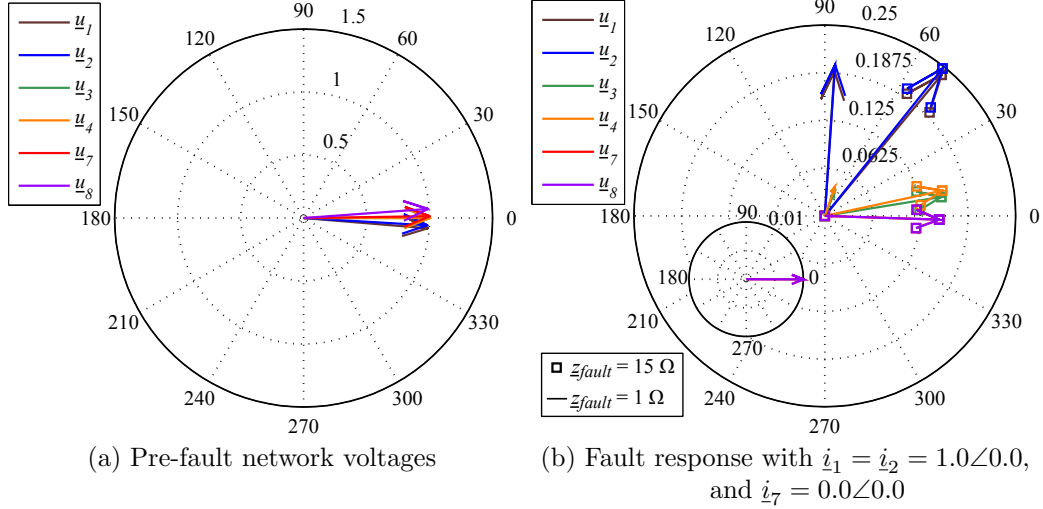 u1
u2
u3
u4
u7
u8
90
1.5
120
60
1
150
30
0.5
180
0
210
330
240
300
270
(a) Pre-fault network voltages
u1
u2
u3
u4
u7
u8
90
0.25
120
60
0.1875
150
30
0.125
0.0625
180
0
90
0.01
180
0
270
210
330
240
300
270
z_fault = 15 Ω
z_fault = 1 Ω
(b) Fault response with i1 = i2 = 1.0∠0.0,
and i7 = 0.0∠0.0